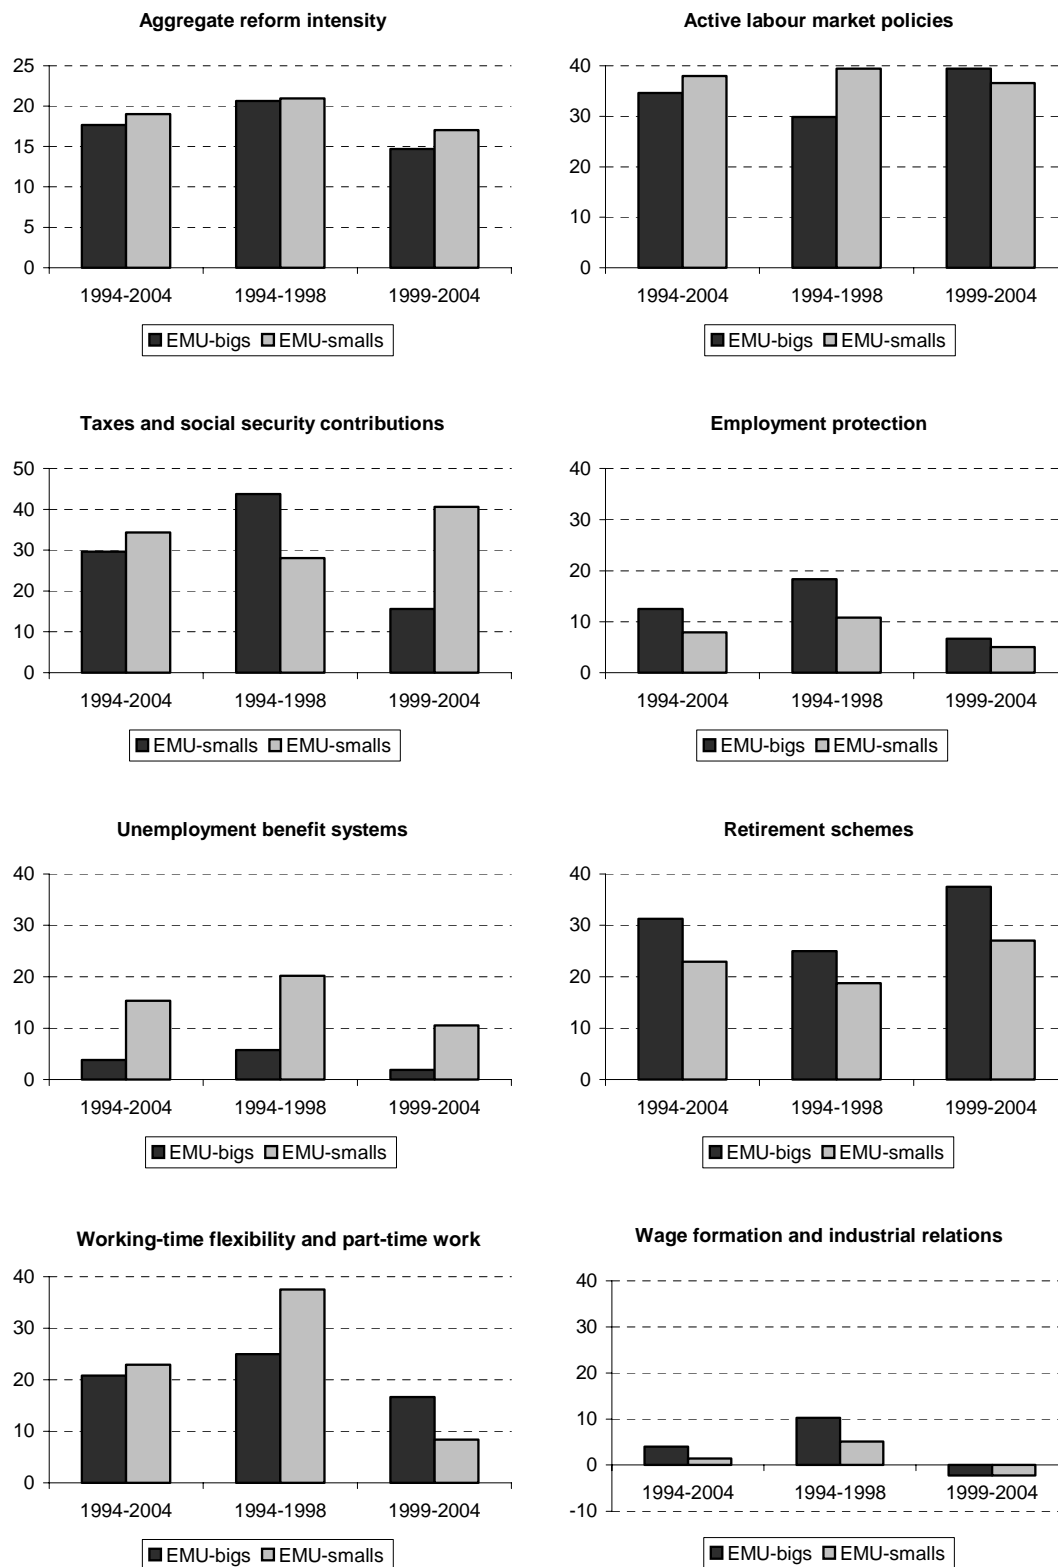 Aggregate reform intensity
25
20
15
10
5
0
1994-2004 1994-1998 1999-2004
EMU-bigs EMU-smalls
Active labour market policies
40
30
20
10
0
1994-2004 1994-1998 1999-2004
EMU-bigs EMU-smalls
Taxes and social security contributions
50
40
30
20
10
0
1994-2004 1994-1998 1999-2004
EMU-smalls EMU-smalls
Employment protection
40
30
20
10
0
1994-2004 1994-1998 1999-2004
EMU-bigs EMU-smalls
Unemployment benefit systems
40
30
20
10
0
1994-2004 1994-1998 1999-2004
EMU-bigs EMU-smalls
Retirement schemes
40
30
20
10
0
1994-2004 1994-1998 1999-2004
EMU-bigs EMU-smalls
Working-time flexibility and part-time work
40
30
20
10
0
1994-2004 1994-1998 1999-2004
EMU-bigs EMU-smalls
Wage formation and industrial relations
40
30
20
10
0
-10
1994-2004 1994-1998 1999-2004
EMU-bigs EMU-smalls